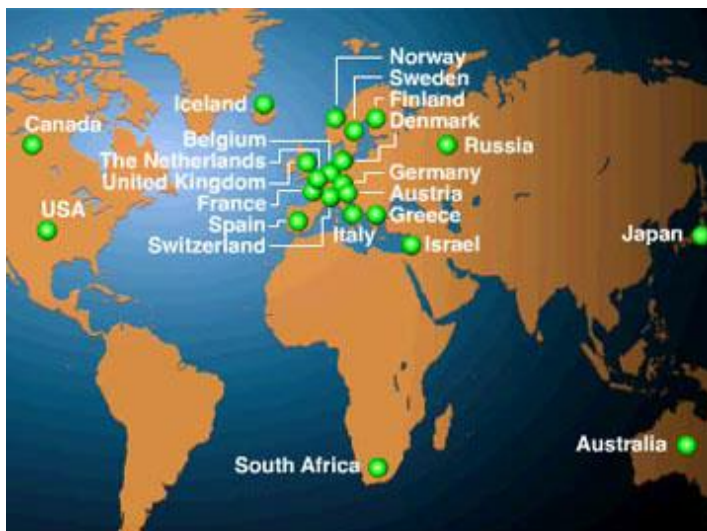 Norway
Sweden
Iceland
Finland
Canada
Belgium
Denmark
The Netherlands
Russia
United Kingdom
Germany
France
Austria
USA
Spain
Greece
Switzerland
Italy
Israel
Japan
Australia
South Africa